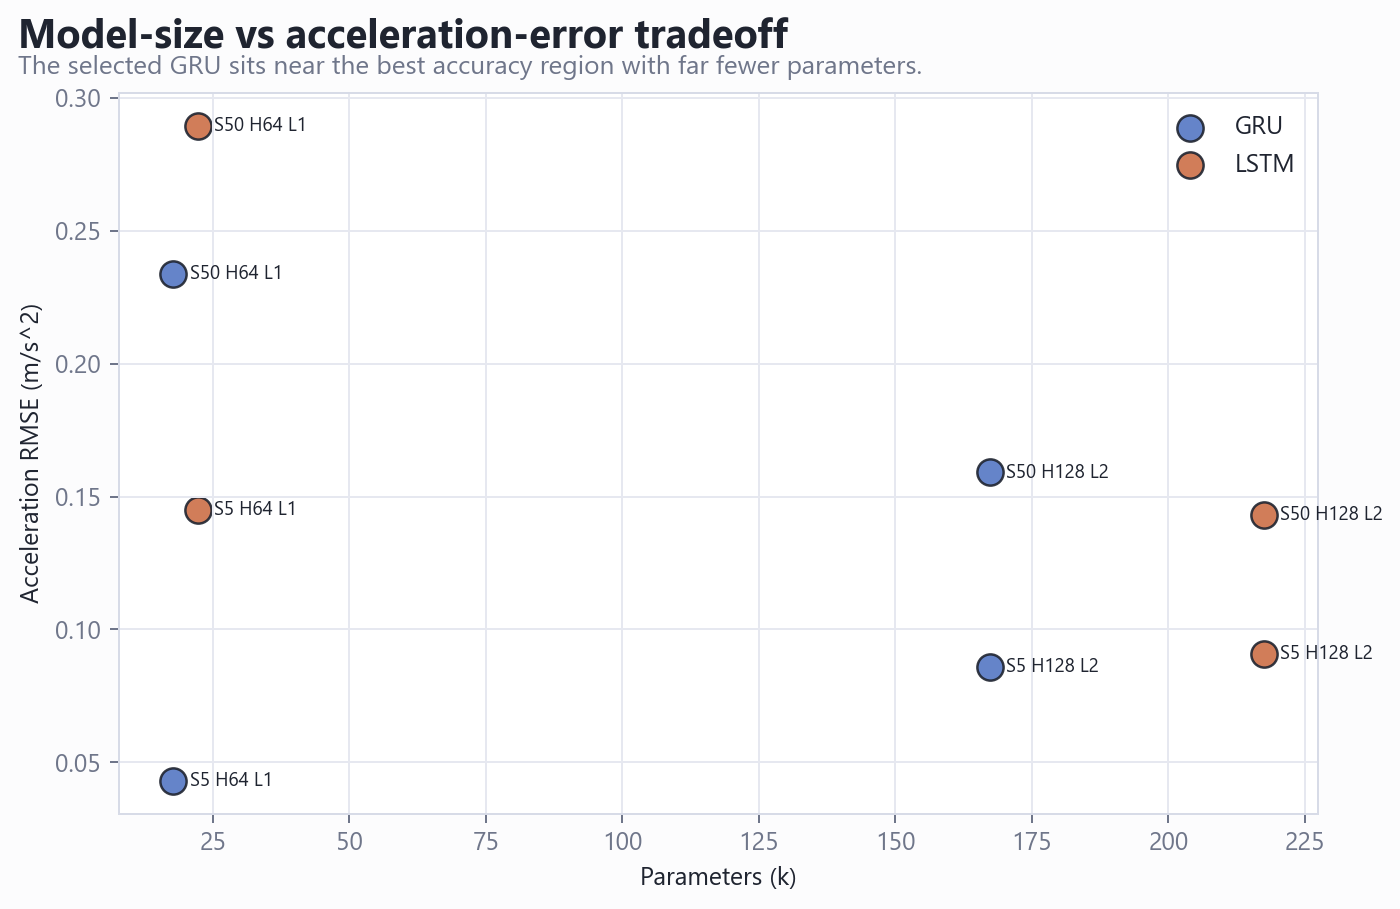 Model-size vs acceleration-error tradeoff
The selected GRU sits near the best accuracy region with far fewer parameters.
0.30
0.25
0.20
0.15
0.10
0.05
Acceleration RMSE (m/s^2)
S50 H64 L1
S50 H64 L1
S5 H64 L1
S5 H64 L1
S50 H128 L2
S50 H128 L2
S5 H128 L2
S5 H128 L2
GRU
LSTM
25 50 75 100 125 150 175 200 225
Parameters (k)